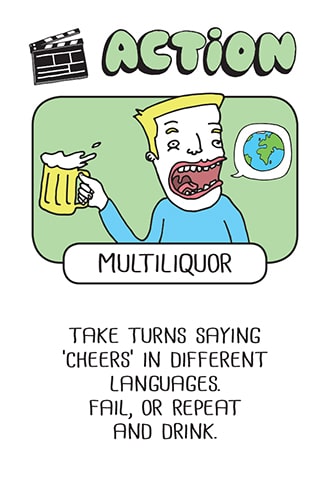 ACTiON
MULTILIQUOR
TAKE TURNS SAYING
'CHEERS' IN DIFFERENT
LANGUAGES.
FAIL, OR REPEAT
AND DRINK.